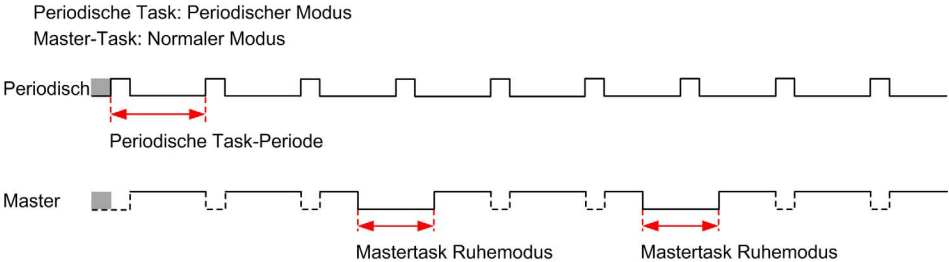 Periodische Task: Periodischer Modus
Master-Task: Normaler Modus
Periodisch
Periodische Task-Periode
Master
Mastertask Ruhemodus
Mastertask Ruhemodus